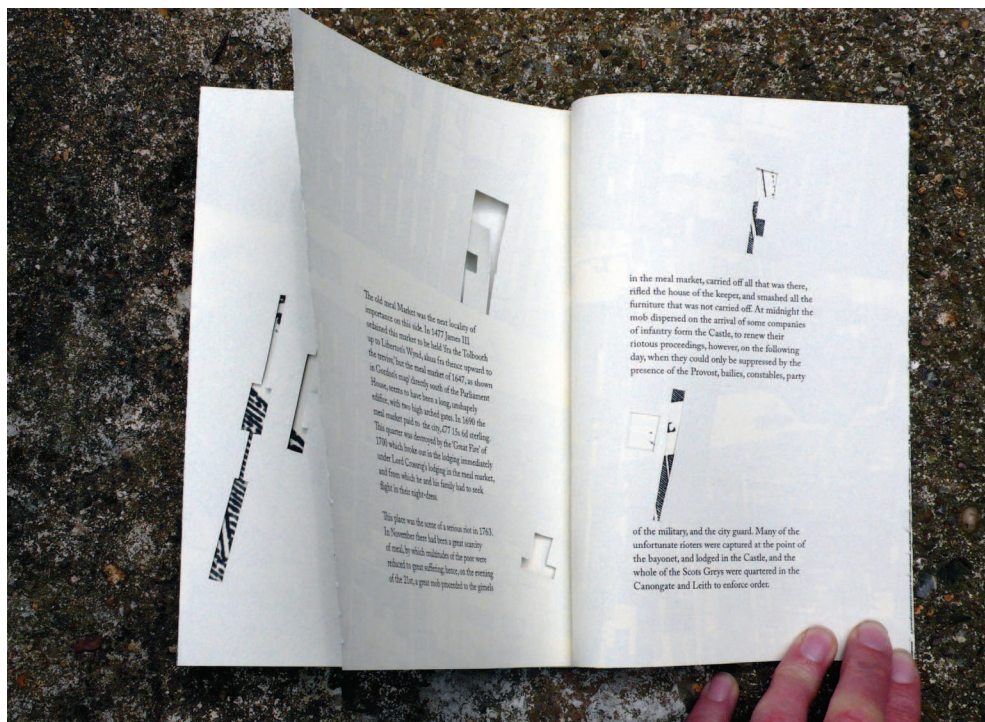 The old meal Market was the next locality of
importance on this side. In 1477 James III
ordained this market to be held 'fra the Tolbooth
up to Liberton's Wynd, alsua fra thence upward to
the treviss,' but the meal market of 1647, as shown
in Gordon's map directly south of the Parliament
House, seems to have been a long, unshapely
edifice, with two high arched gates. In 1690 the
meal market paid to the city, £77 15s 6d sterling.
This quarter was destroyed by the 'Great Fire' of
1700 which broke out in the lodging immediately
under Lord Crossrig's lodging in the meal market,
and from which he and his family had to seek
flight in their night-dress.
This place was the scene of a serious riot in 1763.
In November there had been a great scarcity
of meal, by which multitudes of the poor were
reduced to great suffering; hence, on the evening
of the 21st, a great mob proceeded to the girnels
in the meal market, carried off all that was there,
rifled the house of the keeper, and smashed all the
furniture that was not carried off. At midnight the
mob dispersed on the arrival of some companies
of infantry form the Castle, to renew their
riotous proceedings, however, on the following
day, when they could only be suppressed by the
presence of the Provost, bailies, constables, party
of the military, and the city guard. Many of the
unfortunate rioters were captured at the point of
the bayonet, and lodged in the Castle, and the
whole of the Scots Greys were quartered in the
Canongate and Leith to enforce order.